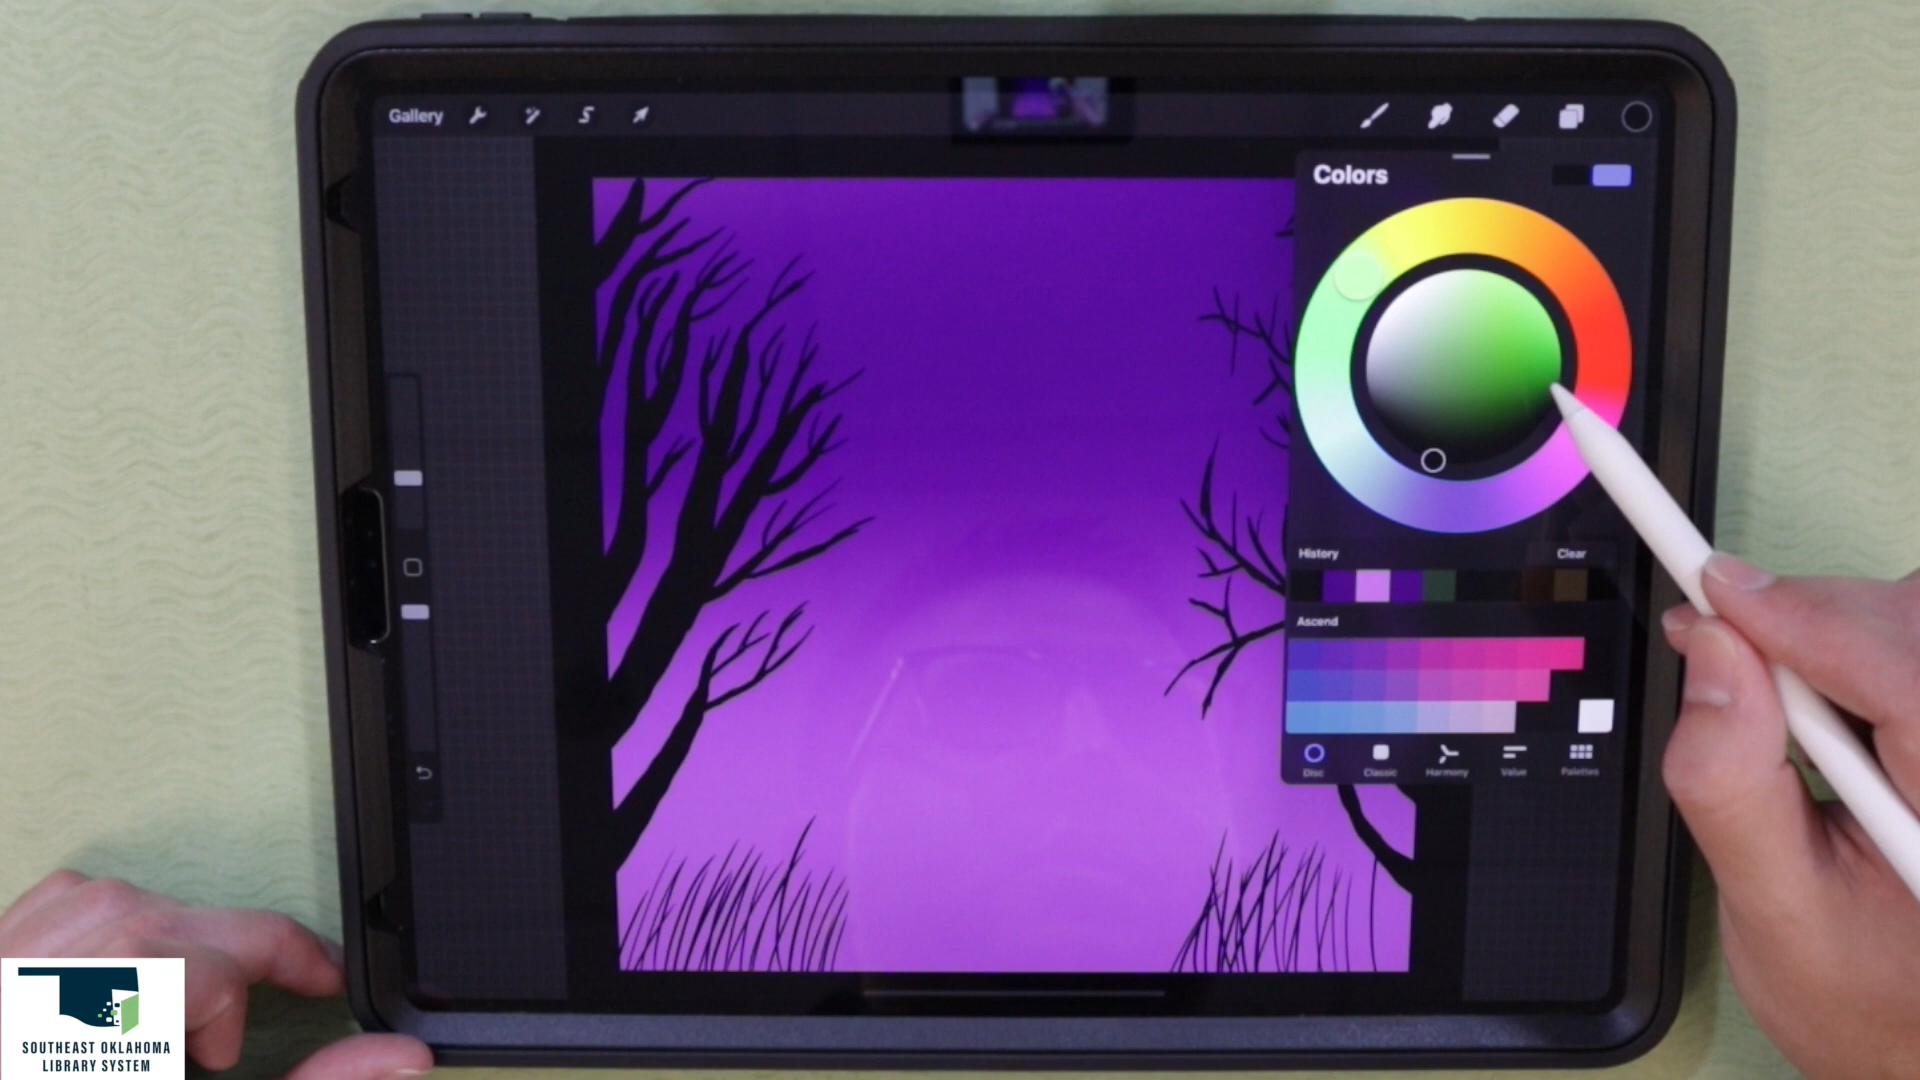 Gallery
Colors
History
Clear
Ascend
Disc
Classic
Harmony
Value
Palettes
SOUTHEAST OKLAHOMA
LIBRARY SYSTEM